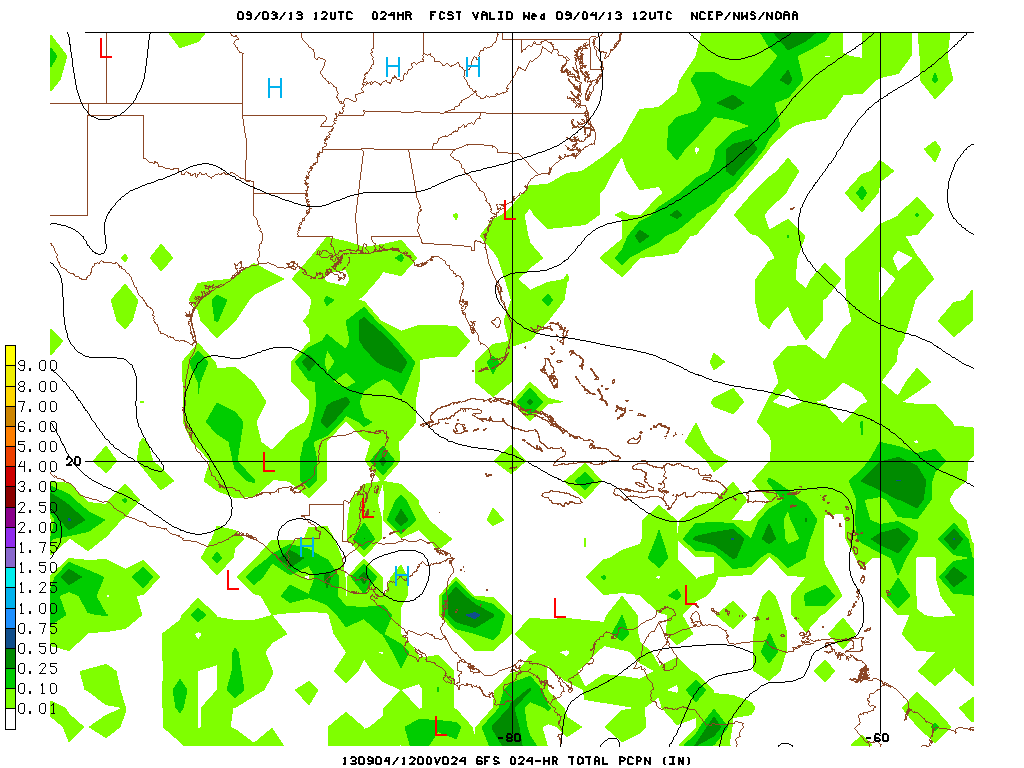 09/03/13 12UTC 024HR FCST VALID Wed 09/04/13 12UTC NCEP/NWS/NOAA
L
H
H
H
L
9.00
8.00
7.00
6.00
5.00
4.00
3.00
2.50
2.00
1.75
1.50
1.25
1.00
0.75
0.50
0.25
0.10
0.01
20
L
L
H
H
L
L
L
L
-80
-60
130904/1200V024 GFS 024-HR TOTAL PCPN (IN)